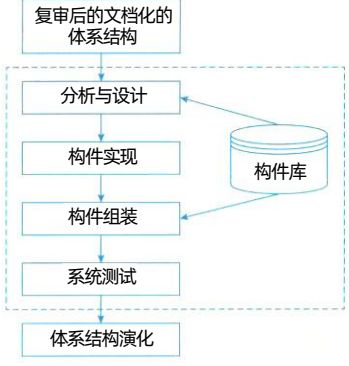 复审后的文档化的
体系结构
分析与设计
构件实现
构件库
构件组装
系统测试
体系结构演化